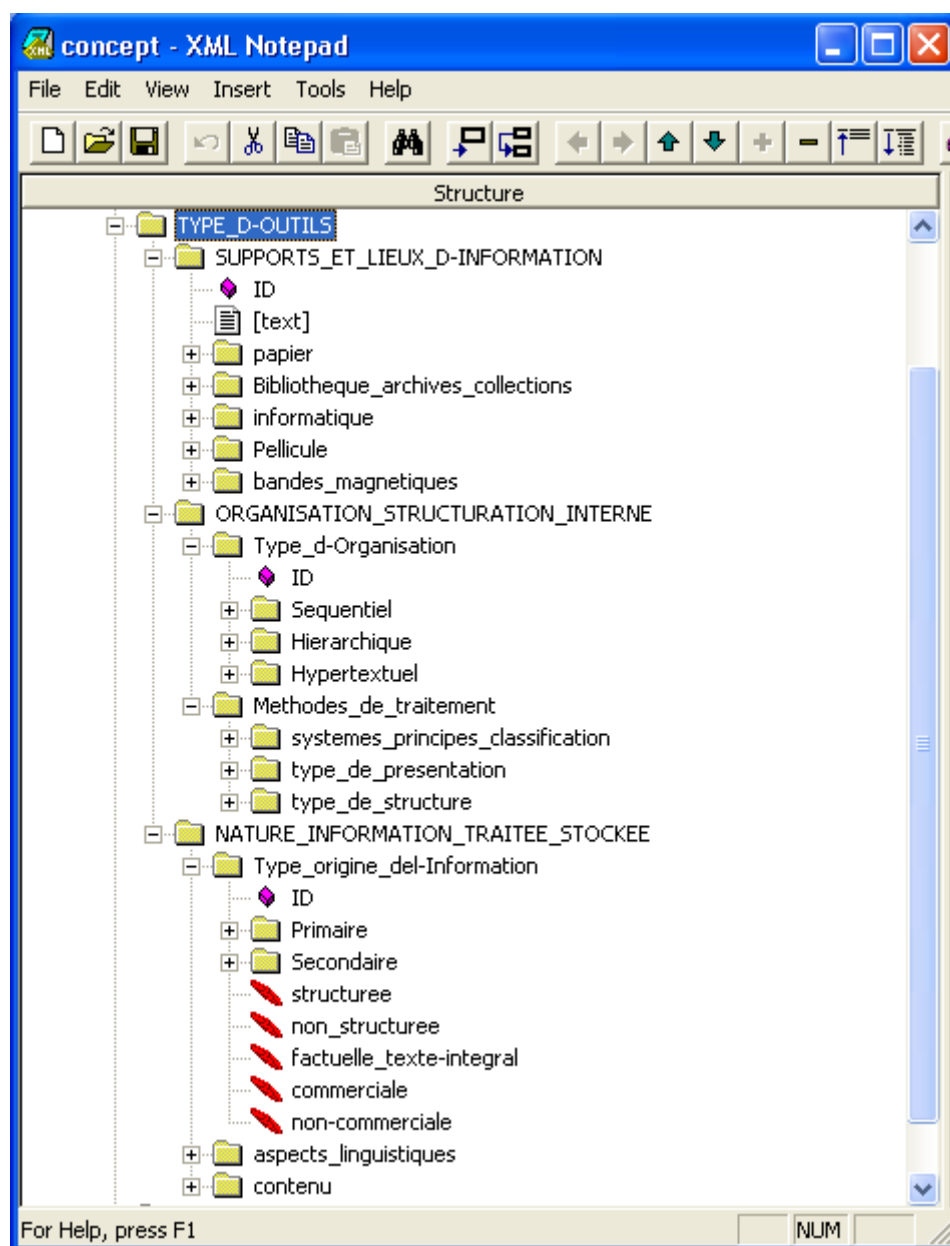 concept - XML Notepad
File Edit View Insert Tools Help
Structure
TYPE_D-OUTILS
SUPPORTS_ET_LIEUX_D-INFORMATION
ID
[text]
papier
Bibliotheque_archives_collections
informatique
Pellicule
bandes_magnetiques
ORGANISATION_STRUCTURATION_INTERNE
Type_d-Organisation
ID
Sequentiel
Hierarchique
Hypertextuel
Methodes_de_traitement
systemes_principes_classification
type_de_presentation
type_de_structure
NATURE_INFORMATION_TRAITEE_STOCKEE
Type_origine_del-Information
ID
Primaire
Secondaire
structuree
non_structuree
factuelle_texte-integral
commerciale
non-commerciale
aspects_linguistiques
contenu
For Help, press F1 NUM